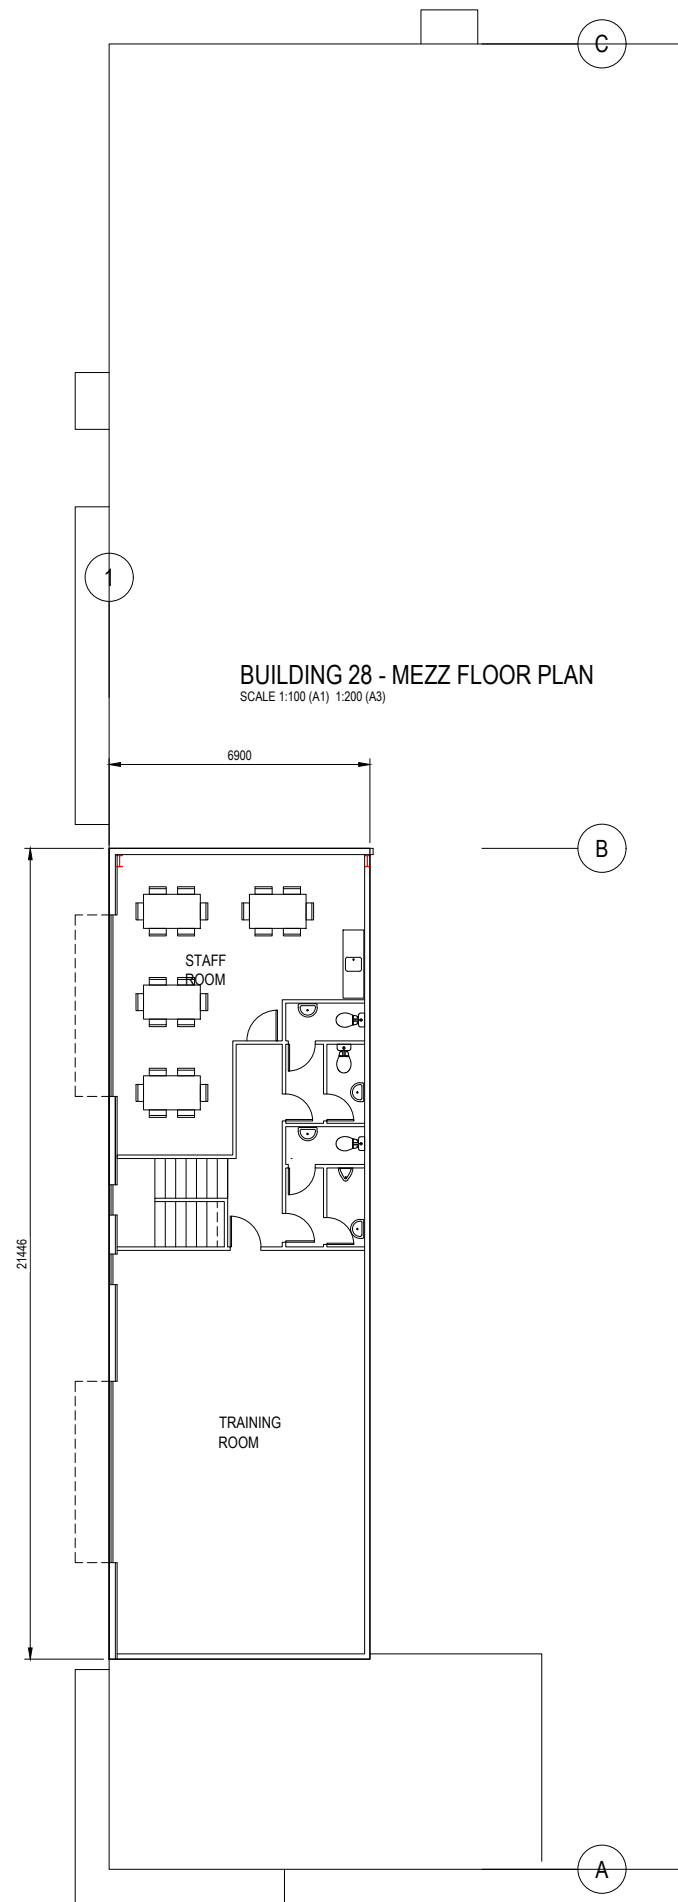 C
1
BUILDING 28 - MEZZ FLOOR PLAN
SCALE 1:100 (A1) 1:200 (A3)
6900
B
STAFF
ROOM
21446
TRAINING
ROOM
A